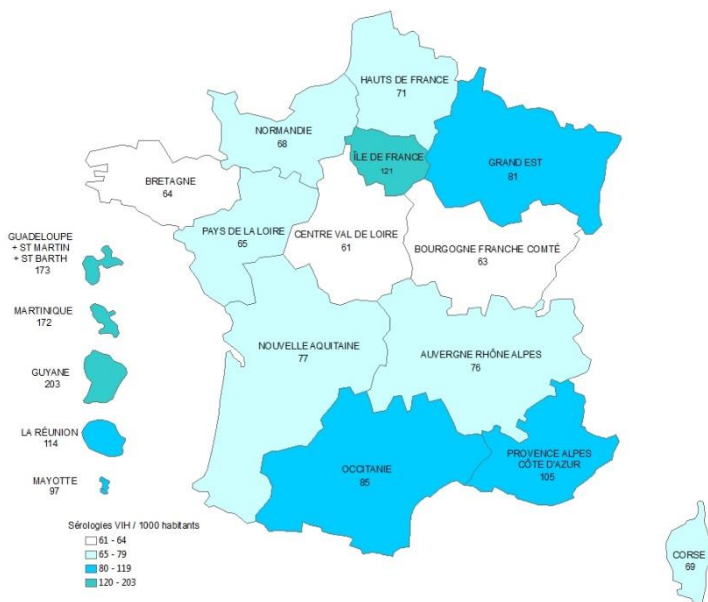 HAUTS DE FRANCE
71
NORMANDIE
68
ÎLE DE FRANCE
121
GRAND EST
81
BRETAGNE
64
PAYS DE LA LOIRE
65
CENTRE VAL DE LOIRE
61
BOURGOGNE FRANCHE COMTÉ
63
GUADELOUPE
+ ST MARTIN
+ ST BARTH
173
MARTINIQUE
172
GUYANE
203
LA RÉUNION
114
MAYOTTE
97
NOUVELLE AQUITAINE
77
AUVERGNE RHÔNE ALPES
76
OCCITANIE
85
PROVENCE ALPES
CÔTE D'AZUR
105
CORSE
69
Sérologies VIH / 1000 habitants
61 - 64
65 - 79
80 - 119
120 - 203